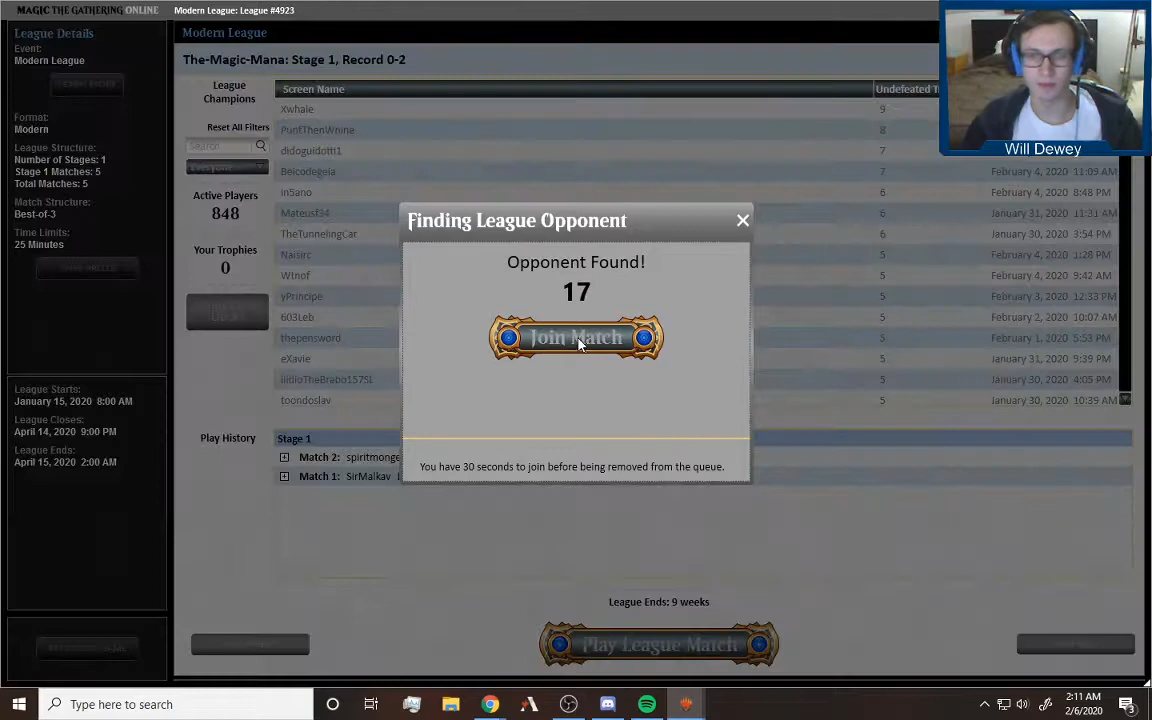 MAGIC THE GATHERING ONLINE
Modern League: League #4923
League Details
Event:
Modern League
Format:
Modern
League Structure:
Number of Stages: 1
Stage 1 Matches: 5
Total Matches: 5
Match Structure:
Best-of-3
Time Limits:
25 Minutes
League Starts:
January 15, 2020 8:00 AM
League Closes:
April 14, 2020 9:00 PM
League Ends:
April 15, 2020 2:00 AM
Modern League
The-Magic-Mana: Stage 1, Record 0-2
League Champions
Reset All Filters
Search
Everyone
Active Players
848
Your Trophies
0
Screen Name
Undefeated
Xwhale 9
PuntThenWnine 8
didoguidotti1 7
Beicodegeia 7 February 4, 2020 11:09 AM
in5ano 6 February 4, 2020 8:48 PM
Mateusf34 6 January 31, 2020 11:31 AM
TheTunnelingCar 6 January 30, 2020 3:54 PM
Naisirc 5 February 4, 2020 1:28 PM
W1nof 5 February 4, 2020 9:42 AM
yPrincipe 5 February 3, 2020 12:33 PM
603Leb 5 February 2, 2020 10:07 AM
thepensword 5 February 1, 2020 5:53 PM
eXavie 5 January 31, 2020 9:39 PM
5 January 30, 2020 4:05 PM
toondoslav 5 January 30, 2020 10:39 AM
Finding League Opponent
Opponent Found!
17
Join Match
You have 30 seconds to join before being removed from the queue.
Play History
Stage 1
Match 2: spiritmonge
Match 1: SirMalkav
League Ends: 9 weeks
Play League Match
Will Dewey
Type here to search
2:11 AM
2/6/2020
3